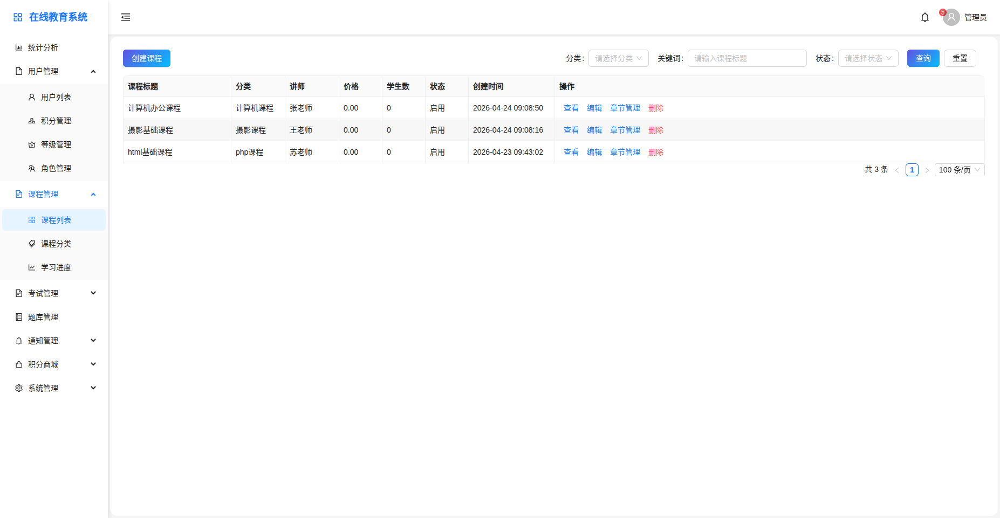 在线教育系统
5
管理员
统计分析
用户管理
用户列表
积分管理
等级管理
角色管理
课程管理
课程列表
课程分类
学习进度
考试管理
题库管理
通知管理
积分商城
系统管理
创建课程 分类: 请选择分类 关键词: 请输入课程标题 状态: 请选择状态 查询 重置
课程标题 分类 讲师 价格 学生数 状态 创建时间 操作
计算机办公课程 计算机课程 张老师 0.00 0 启用 2026-04-24 09:08:50 查看 编辑 章节管理 删除
摄影基础课程 摄影课程 王老师 0.00 0 启用 2026-04-24 09:08:16 查看 编辑 章节管理 删除
html基础课程 php课程 苏老师 0.00 0 启用 2026-04-23 09:43:02 查看 编辑 章节管理 删除
共 3 条 1 100 条/页